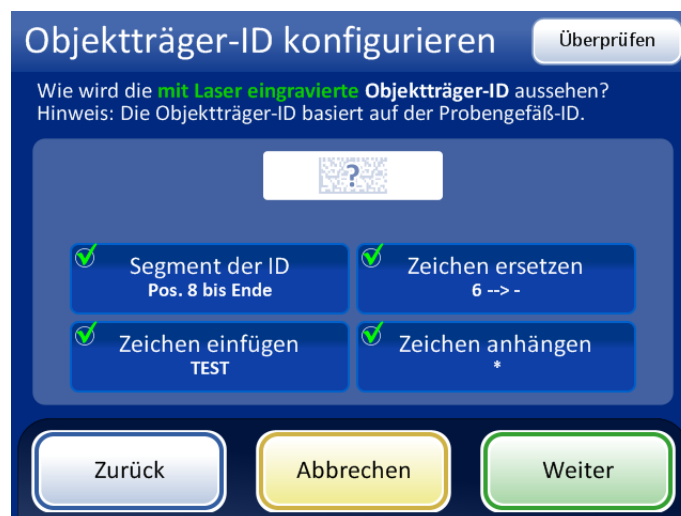 Objektträger-ID konfigurieren
Überprüfen
Wie wird die mit Laser eingravierte Objektträger-ID aussehen?
Hinweis: Die Objektträger-ID basiert auf der Probengefäß-ID.
?
Segment der ID
Pos. 8 bis Ende
Zeichen ersetzen
6 --> -
Zeichen einfügen
TEST
Zeichen anhängen
*
Zurück
Abbrechen
Weiter